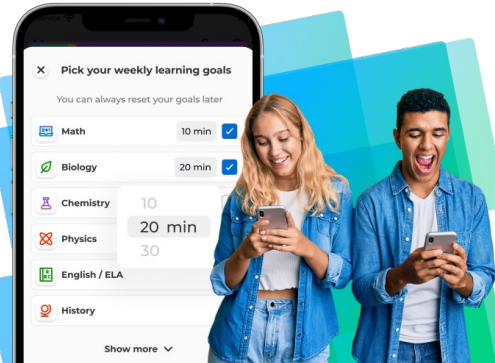 Pick your weekly learning goals
You can always reset your goals later
Math 10 min
Biology 20 min
Chemistry
10
20 min
30
Physics
English / ELA
History
Show more